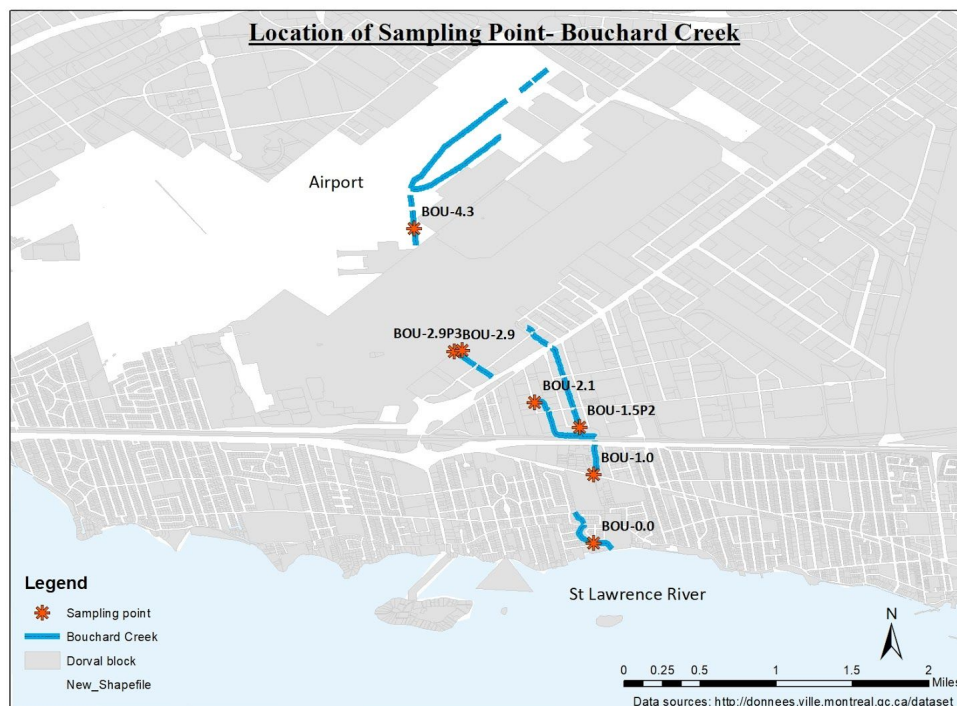 Location of Sampling Point- Bouchard Creek
Airport
BOU-4.3
BOU-2.9P3
BOU-2.9
BOU-2.1
BOU-1.5P2
BOU-1.0
BOU-0.0
St Lawrence River
Legend
Sampling point
Bouchard Creek
Dorval block
New_Shapefile
N
0 0.25 0.5 1 1.5 2
Miles
Data sources: http://donnees.ville.montreal.qc.ca/dataset